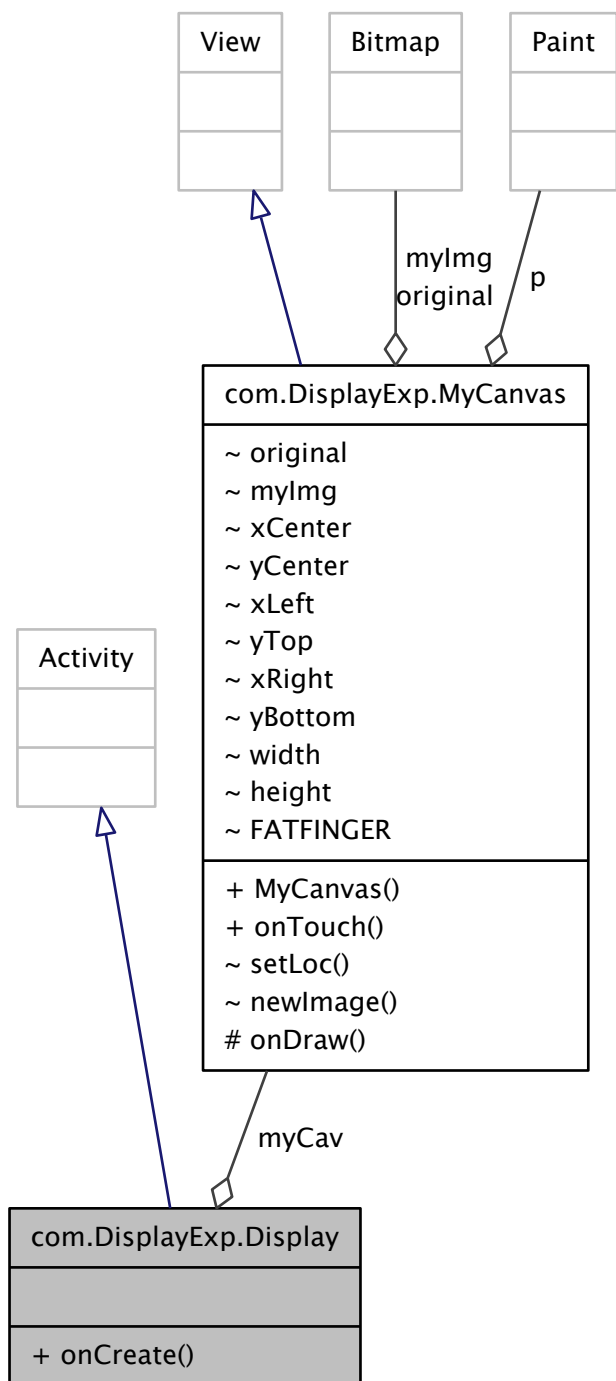 View
Bitmap
Paint
myImg
original
p
com.DisplayExp.MyCanvas
~ original
~ myImg
~ xCenter
~ yCenter
~ xLeft
~ yTop
~ xRight
~ yBottom
~ width
~ height
~ FATFINGER
+ MyCanvas()
+ onTouch()
~ setLoc()
~ newImage()
# onDraw()
Activity
myCav
com.DisplayExp.Display
+ onCreate()